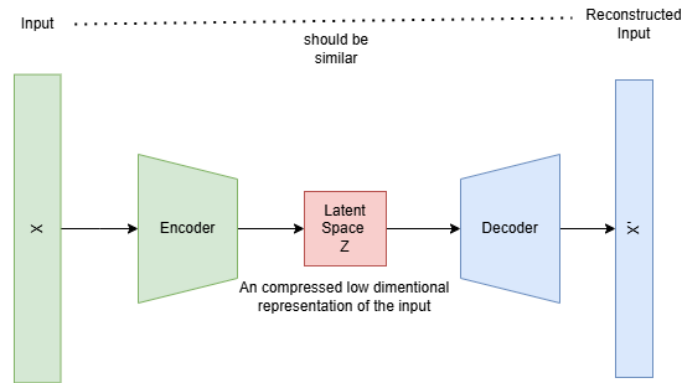 Input
should be
similar
Reconstructed
Input
X
Encoder
Latent
Space
Z
Decoder
X'
An compressed low dimentional
representation of the input